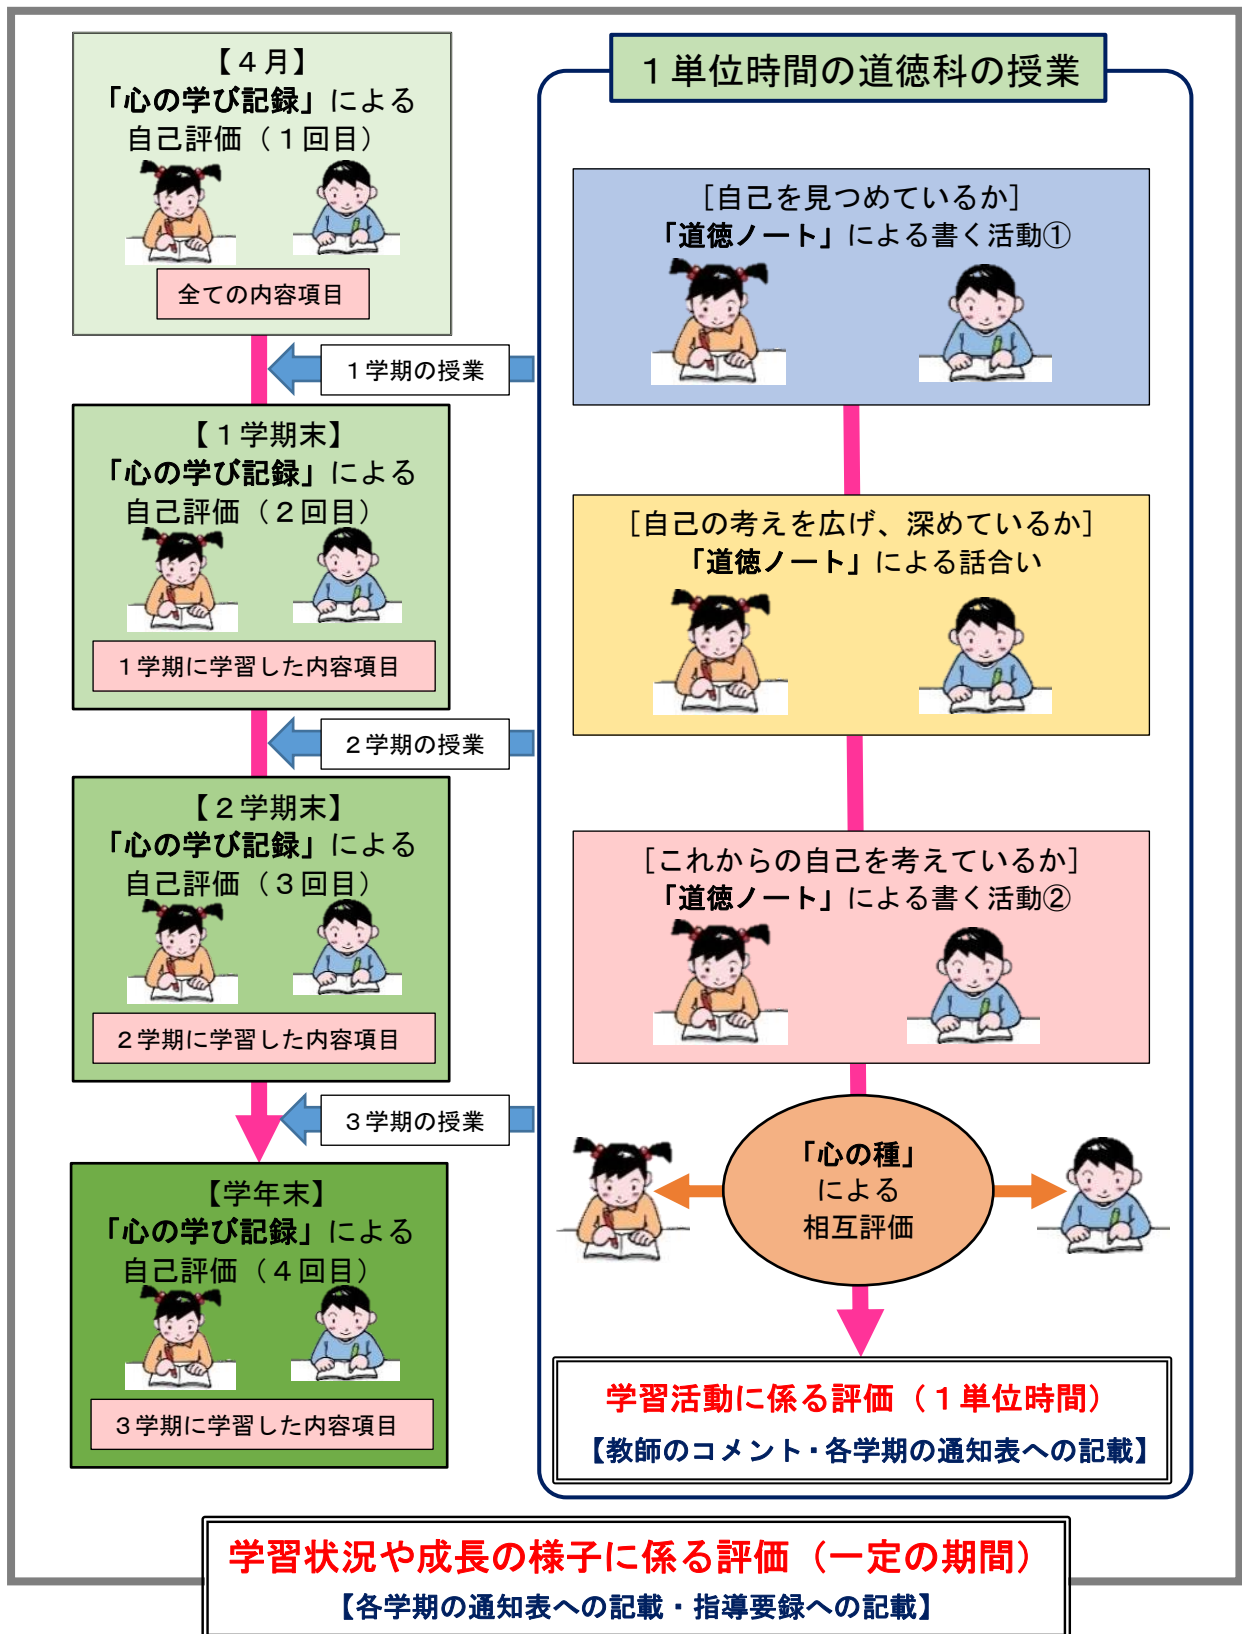 【４月】
「心の学び記録」による
自己評価（１回目）
全ての内容項目
１学期の授業
【１学期末】
「心の学び記録」による
自己評価（２回目）
１学期に学習した内容項目
２学期の授業
【２学期末】
「心の学び記録」による
自己評価（３回目）
２学期に学習した内容項目
３学期の授業
【学年末】
「心の学び記録」による
自己評価（４回目）
３学期に学習した内容項目
１単位時間の道徳科の授業
［自己を見つめているか］
「道徳ノート」による書く活動①
［自己の考えを広げ、深めているか］
「道徳ノート」による話合い
［これからの自己を考えているか］
「道徳ノート」による書く活動②
「心の種」
による
相互評価
学習活動に係る評価（１単位時間）
【教師のコメント・各学期の通知表への記載】
学習状況や成長の様子に係る評価（一定の期間）
【各学期の通知表への記載・指導要録への記載】